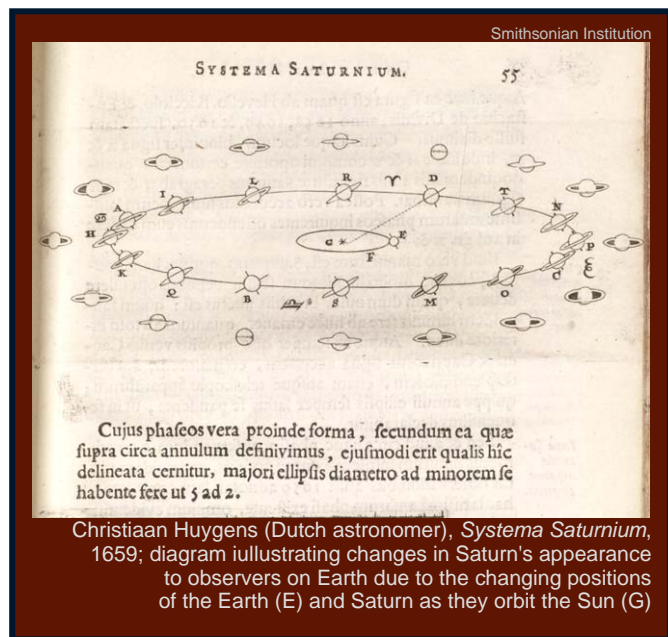 Smithsonian Institution
SYSTEMA SATURNIUM. 55
R ♈ D
L T
I N
A
♋ H G E P
F ♑
K C
Q B S M O
♎
Cujus phaseos vera proinde forma, secundum ea quæ
supra circa annulum definivimus, ejusmodi erit qualis hîc
delineata cernitur, majori ellipsis diametro ad minorem se
habente fere ut 5 ad 2.
Christiaan Huygens (Dutch astronomer), Systema Saturnium,
1659; diagram iullustrating changes in Saturn's appearance
to observers on Earth due to the changing positions
of the Earth (E) and Saturn as they orbit the Sun (G)